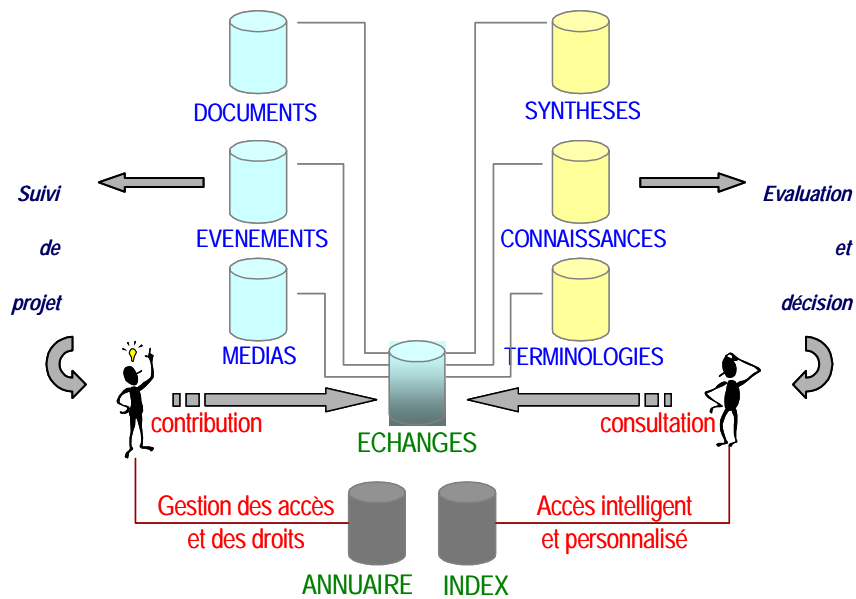 DOCUMENTS
SYNTHESES
Suivi
de
projet
EVENEMENTS
CONNAISSANCES
Evaluation
et
décision
MEDIAS
TERMINOLOGIES
contribution
consultation
ECHANGES
Gestion des accès
et des droits
Accès intelligent
et personnalisé
ANNUAIRE
INDEX